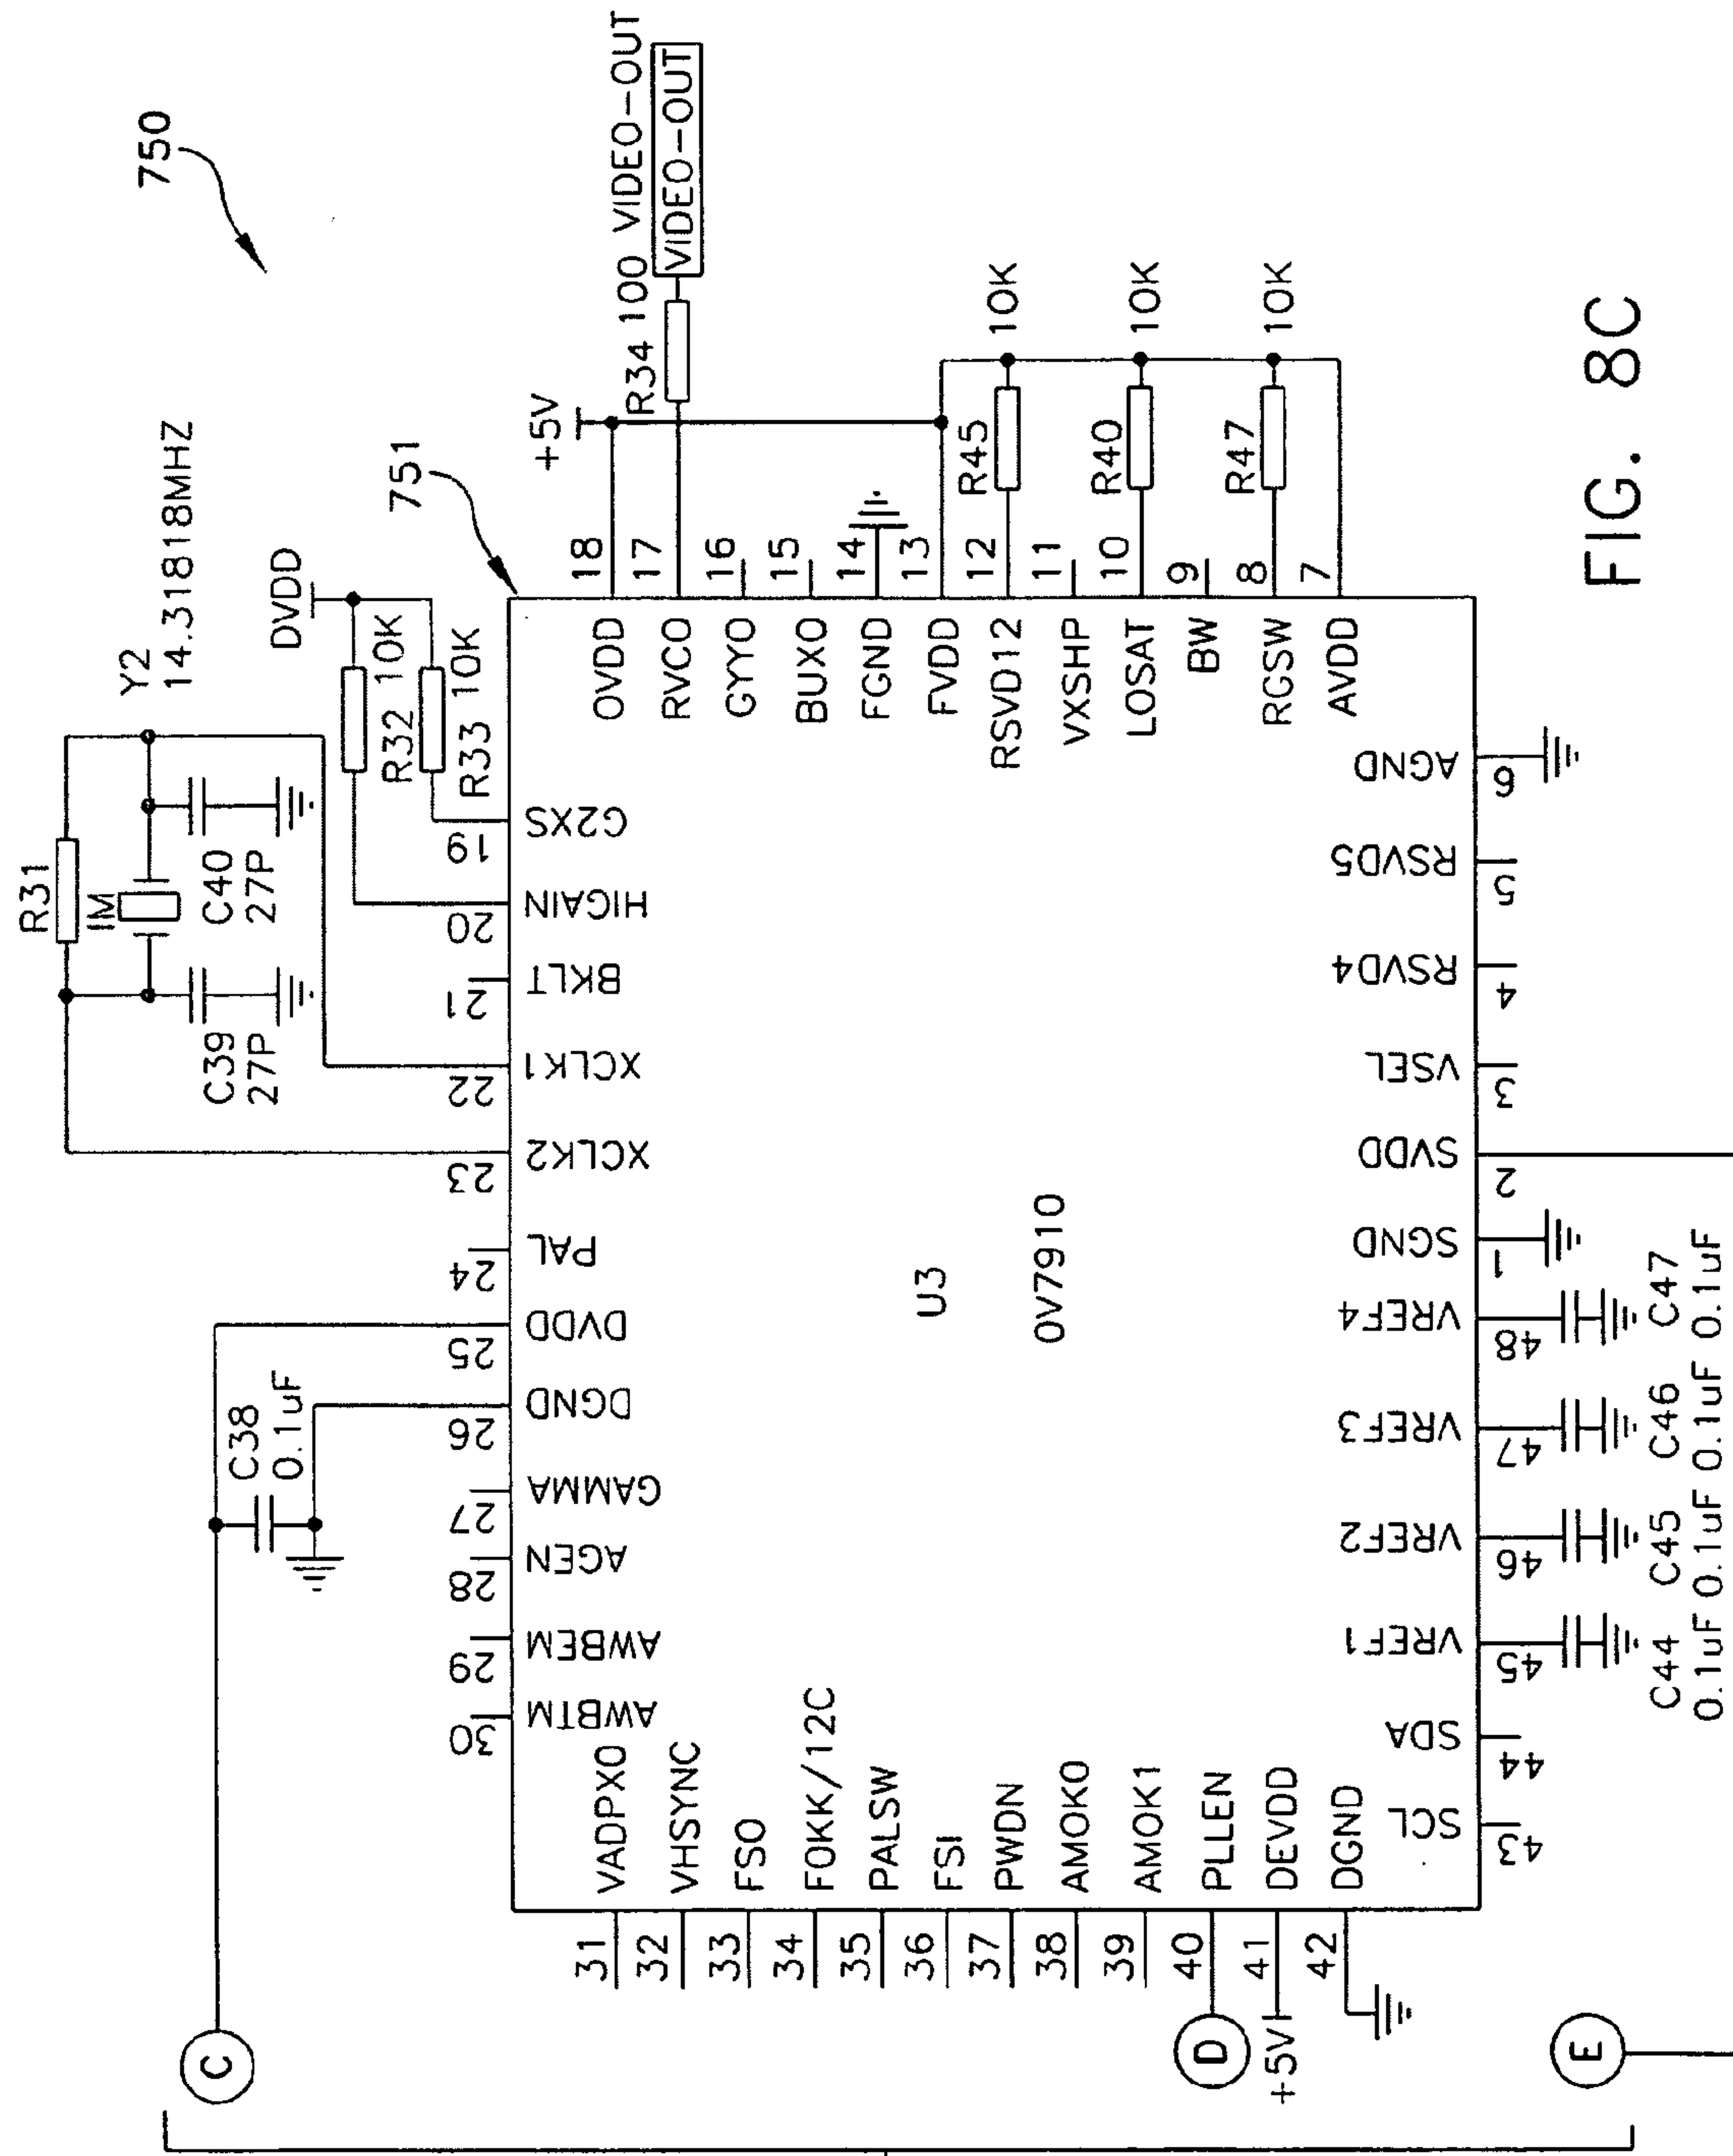 750
Y2
14.31818MHZ
R31
1M
C39
27P
C40
27P
DVDD
R32 10K
R33 10K
751
C
C38
0.1uF
+5V
R34 100 VIDEO-OUT
VIDEO-OUT
30 AWBTM
29 AWBEM
28 AGEN
27 GAMMA
26 DGND
25 DVDD
24 PAL
23 XCLK2
22 XCLK1
21 BKLT
20 HIGAIN
19 G2XS
31 VADPXO
32 VHSYNC
33 FSO
34 FOKK/12C
35 PALSW
36 FSI
37 PWDN
38 AMOK0
39 AMOK1
40 PLLEN
41 DEVDD
42 DGND
D
+5V
E
U3
OV7910
OVDD 18
RVCO 17
GYYO 16
BUXO 15
FGND 14
FVDD 13
RSVD12 12
VXSHP 11
LOSAT 10
BW 9
RGSW 8
AVDD 7
R45 10K
R40 10K
R47 10K
SCL 43
SDA 44
VREF1 45
VREF2 46
VREF3 47
VREF4 48
SGND 1
SVDD 2
VSEL 3
RSVD4 4
RSVD5 5
AGND 6
C44 C45 C46 C47
0.1uF 0.1uF 0.1uF 0.1uF
FIG. 8C